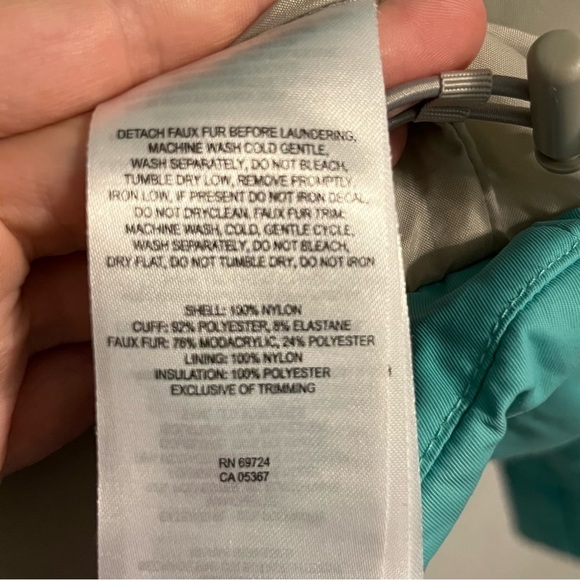 DETACH FAUX FUR BEFORE LAUNDERING,
MACHINE WASH COLD GENTLE,
WASH SEPARATELY, DO NOT BLEACH,
TUMBLE DRY LOW, REMOVE PROMPTLY
IRON LOW, IF PRESENT DO NOT IRON DECAL,
DO NOT DRYCLEAN, FAUX FUR TRIM:
MACHINE WASH, COLD, GENTLE CYCLE,
WASH SEPARATELY, DO NOT BLEACH,
DRY FLAT, DO NOT TUMBLE DRY, DO NOT IRON
SHELL: 100% NYLON
CUFF: 92% POLYESTER, 8% ELASTANE
FAUX FUR: 76% MODACRYLIC, 24% POLYESTER
LINING: 100% NYLON
INSULATION: 100% POLYESTER
EXCLUSIVE OF TRIMMING
RN 69724
CA 05367